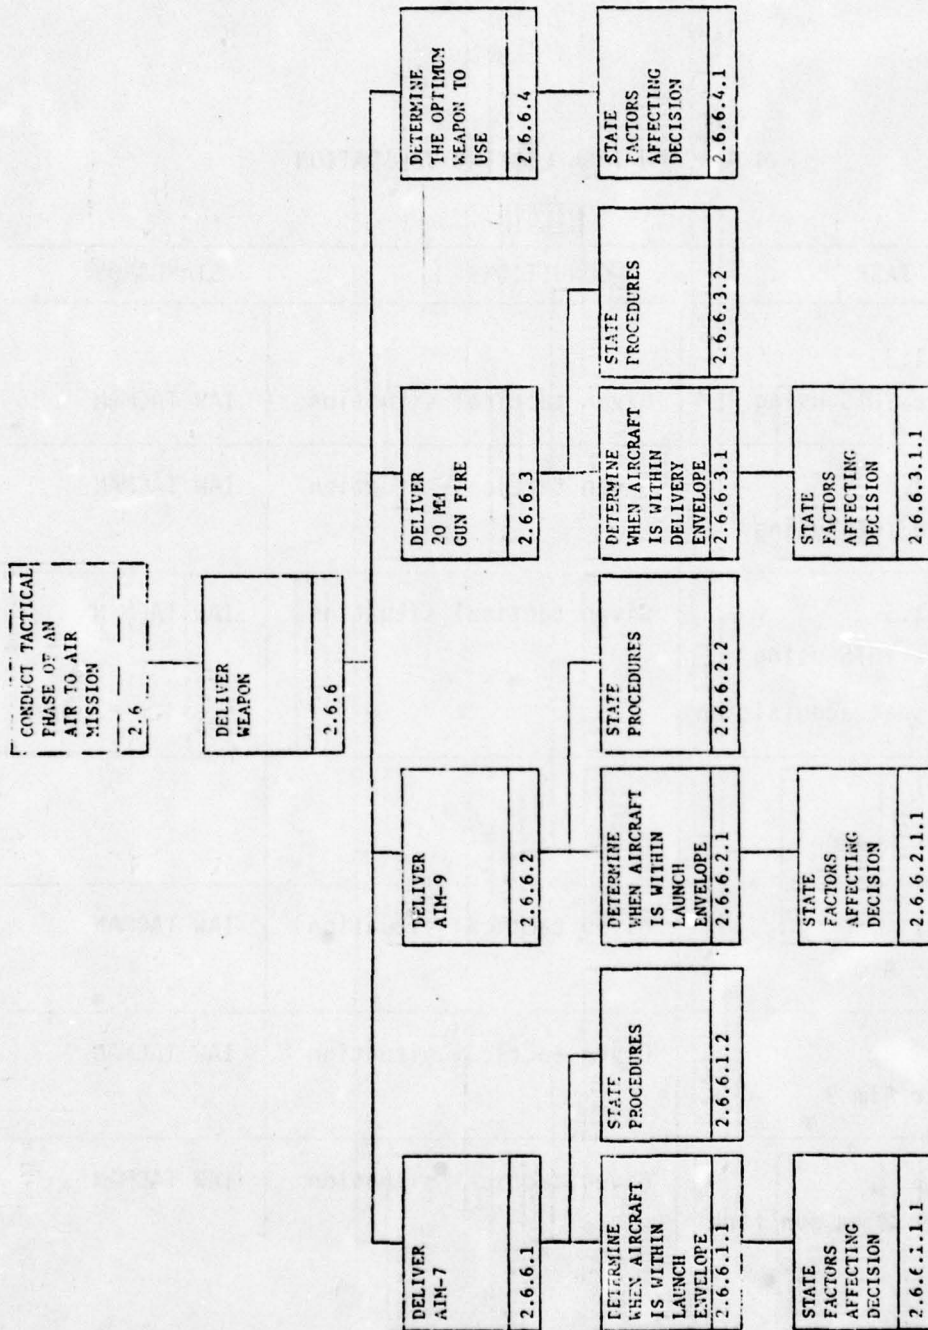 CONDUCT TACTICAL
PHASE OF AN
AIR TO AIR
MISSION
2.6
DELIVER
WEAPON
2.6.6
DELIVER
AIM-7
2.6.6.1
DELIVER
AIM-9
2.6.6.2
DELIVER
20 MM
GUN FIRE
2.6.6.3
DETERMINE
THE OPTIMUM
WEAPON TO
USE
2.6.6.4
DETERMINE
WHEN AIRCRAFT
IS WITHIN
LAUNCH
ENVELOPE
2.6.6.1.1
STATE
PROCEDURES
2.6.6.1.2
DETERMINE
WHEN AIRCRAFT
IS WITHIN
LAUNCH
ENVELOPE
2.6.6.2.1
STATE
PROCEDURES
2.6.6.2.2
DETERMINE
WHEN AIRCRAFT
IS WITHIN
DELIVERY
ENVELOPE
2.6.6.3.1
STATE
PROCEDURES
2.6.6.3.2
STATE
FACTORS
AFFECTING
DECISION
2.6.6.4.1
STATE
FACTORS
AFFECTING
DECISION
2.6.6.1.1.1
STATE
FACTORS
AFFECTING
DECISION
2.6.6.2.1.1
STATE
FACTORS
AFFECTING
DECISION
2.6.6.3.1.1